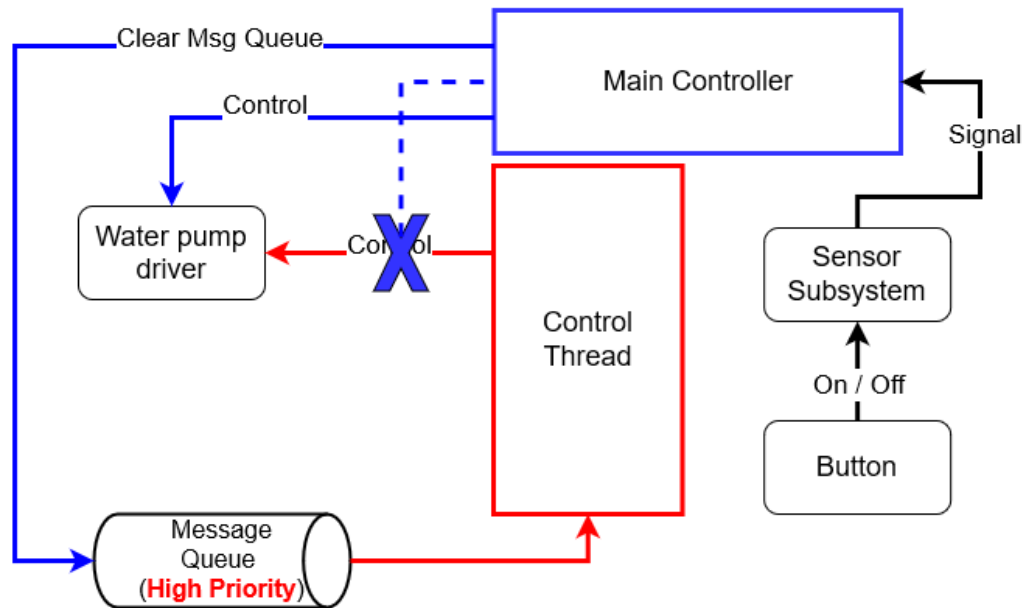 Clear Msg Queue
Main Controller
Control
Signal
Water pump
driver
Control
Sensor
Subsystem
Control
Thread
On / Off
Button
Message
Queue
(High Priority)